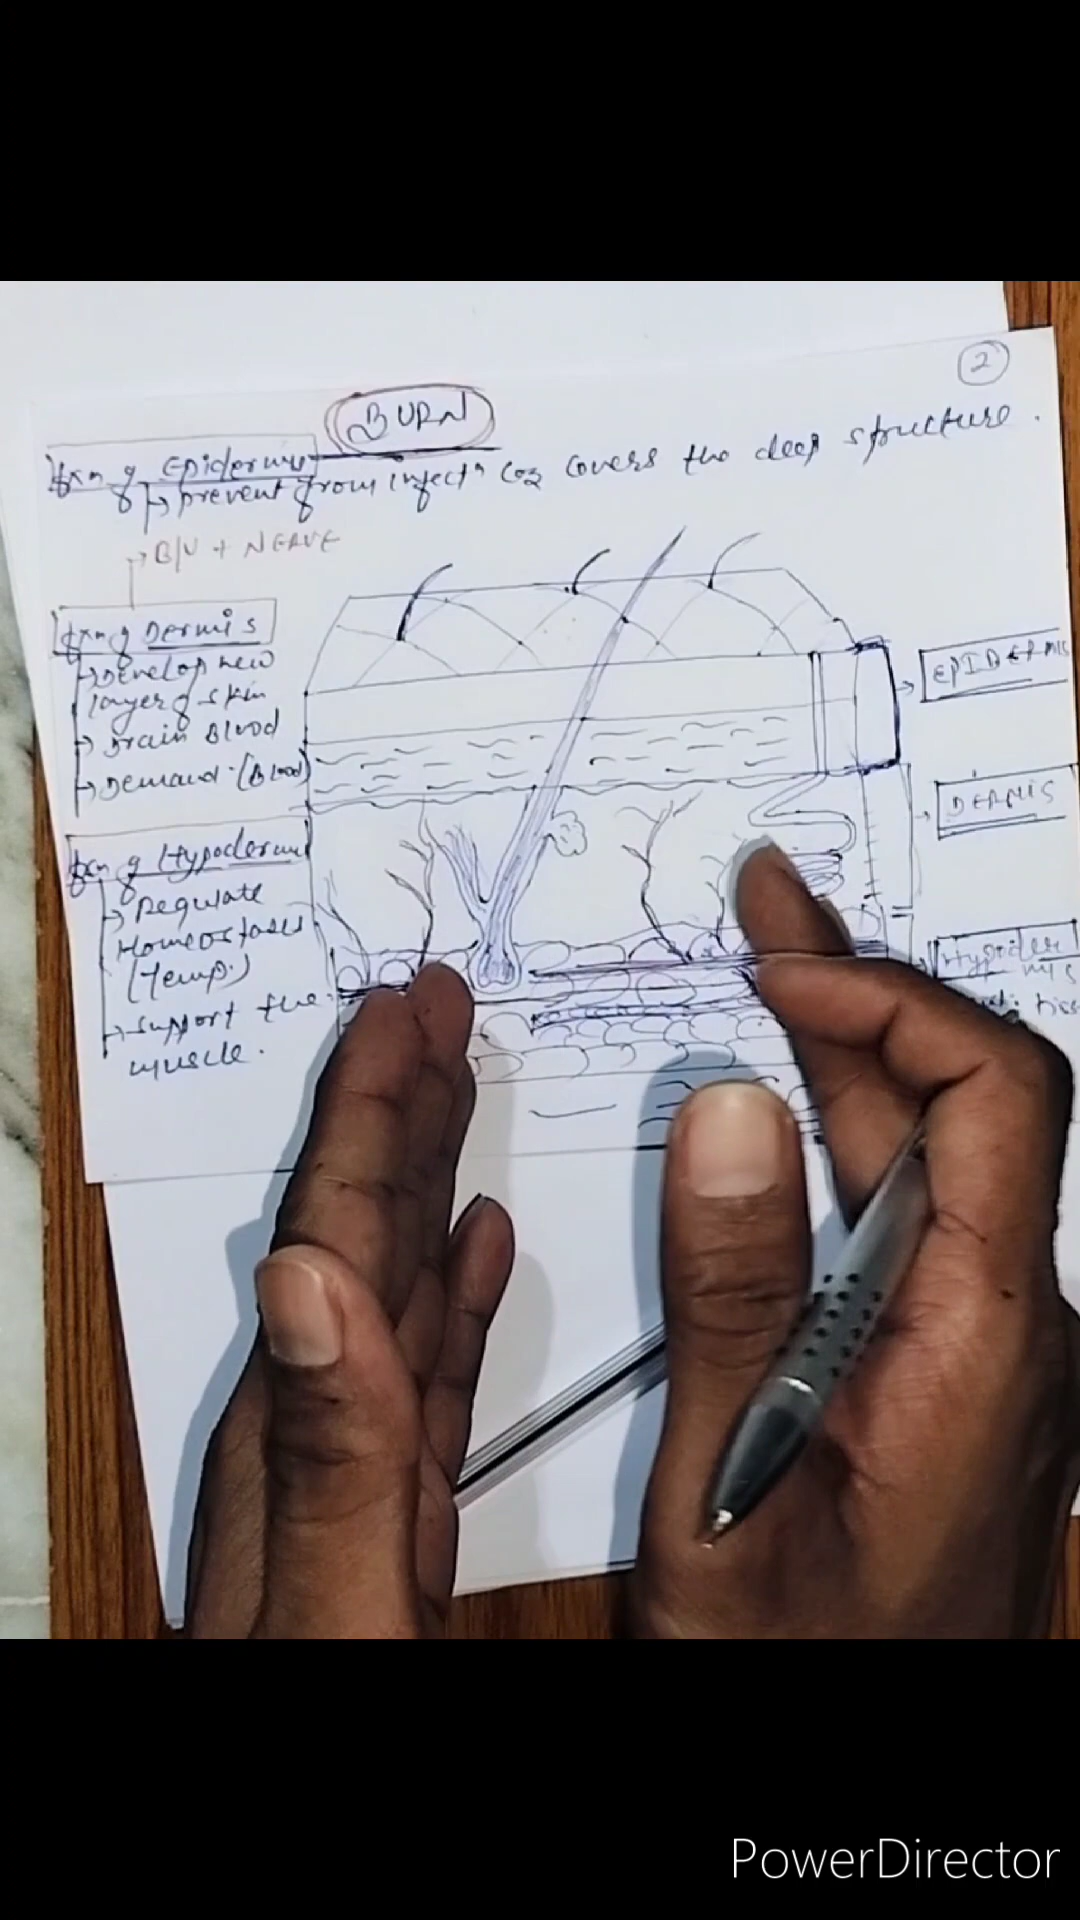 2
BURN
fxn of Epidermis
→ prevent from infectn coz covers the deep structure.
→ B/V + NERVE
fxn of Dermis
→ Develop new
layer of skin
→ Drain Blood
→ Demand (Blood)
fxn of Hypodermis
→ Regulate
Homeostasis
(Temp.)
→ support the
muscle.
→ EPIDERMIS
→ DERMIS
Hypoder
mis
PowerDirector